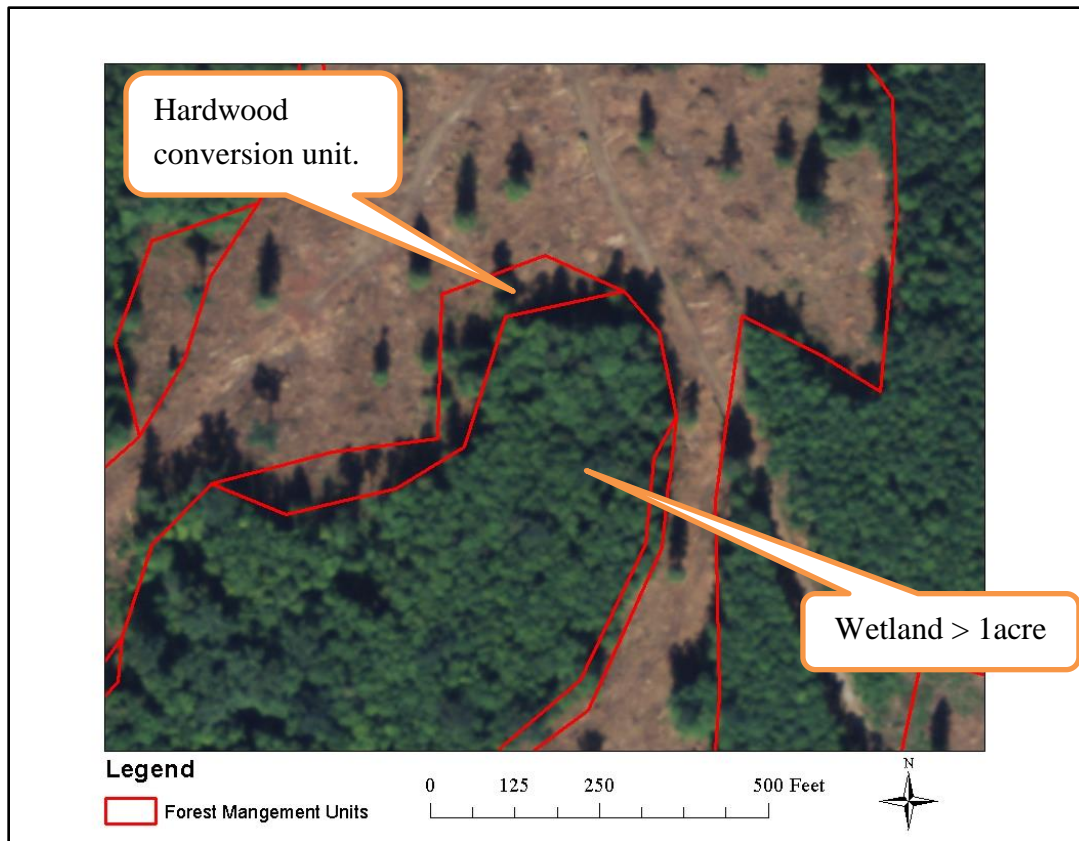 Hardwood
conversion unit.
Wetland > 1acre
Legend
Forest Mangement Units
0 125 250 500 Feet
N